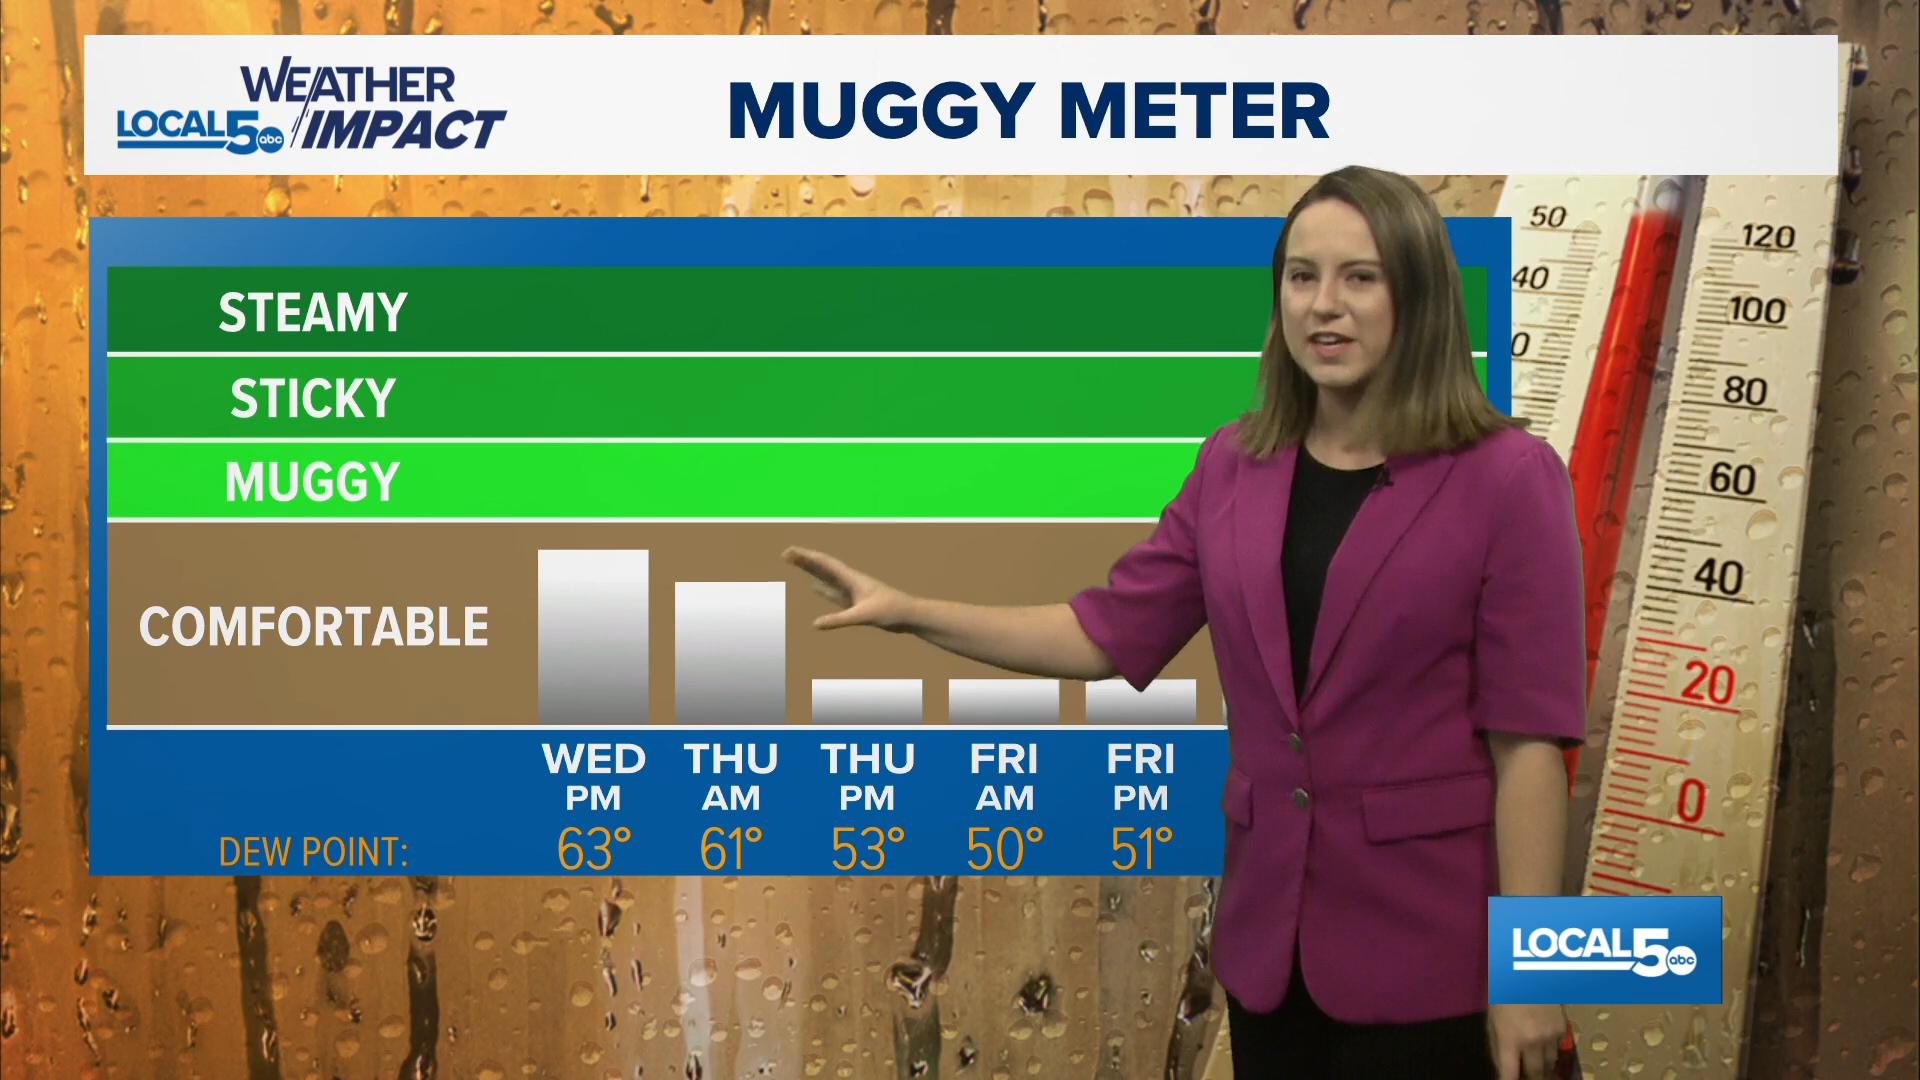 WEATHER
LOCAL 5 abc IMPACT
MUGGY METER
STEAMY
STICKY
MUGGY
COMFORTABLE
WED THU THU FRI FRI
PM AM PM AM PM
DEW POINT: 63° 61° 53° 50° 51°
50
40
0
120
100
80
60
40
20
0
LOCAL 5 abc